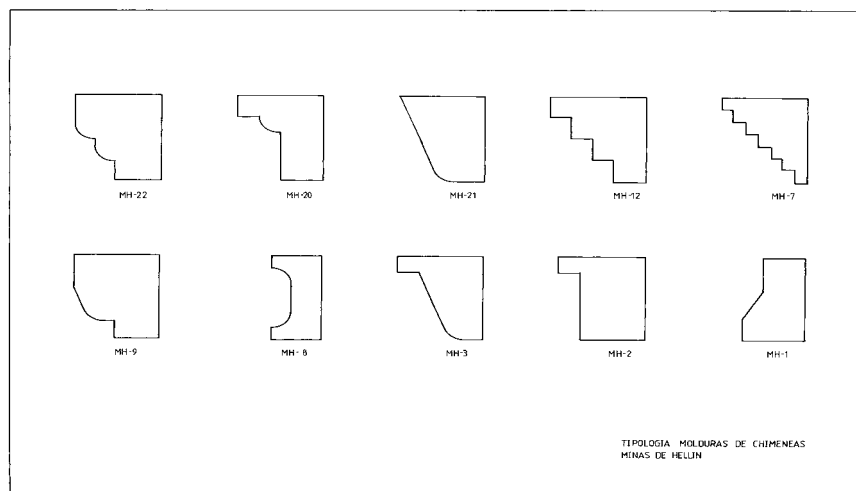 MH-22
MH-20
MH-21
MH-12
MH-7
MH-9
MH-8
MH-3
MH-2
MH-1
TIPOLOGIA MOLDURAS DE CHIMENEAS
MINAS DE HELLIN